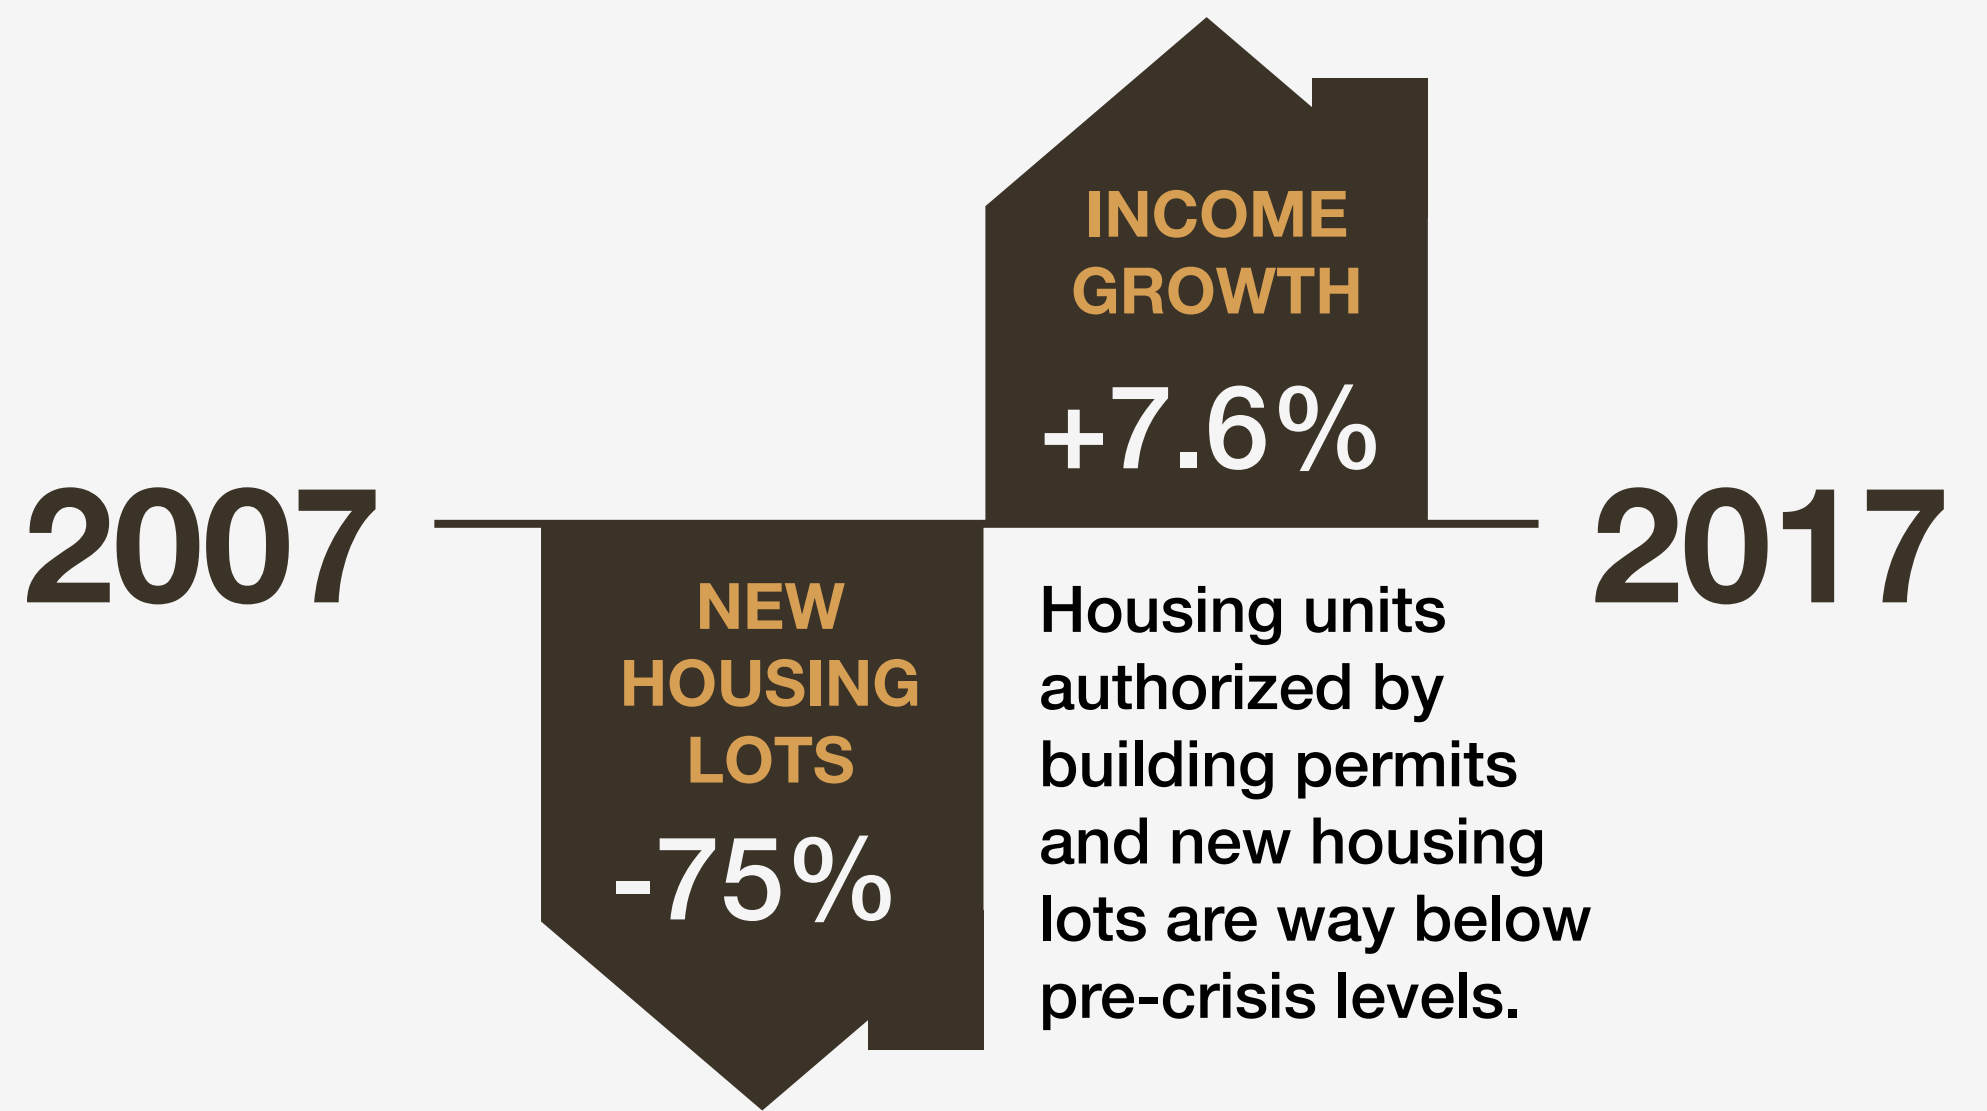 INCOME
GROWTH
+7.6%
2007
2017
NEW
HOUSING
LOTS
-75%
Housing units
authorized by
building permits
and new housing
lots are way below
pre-crisis levels.